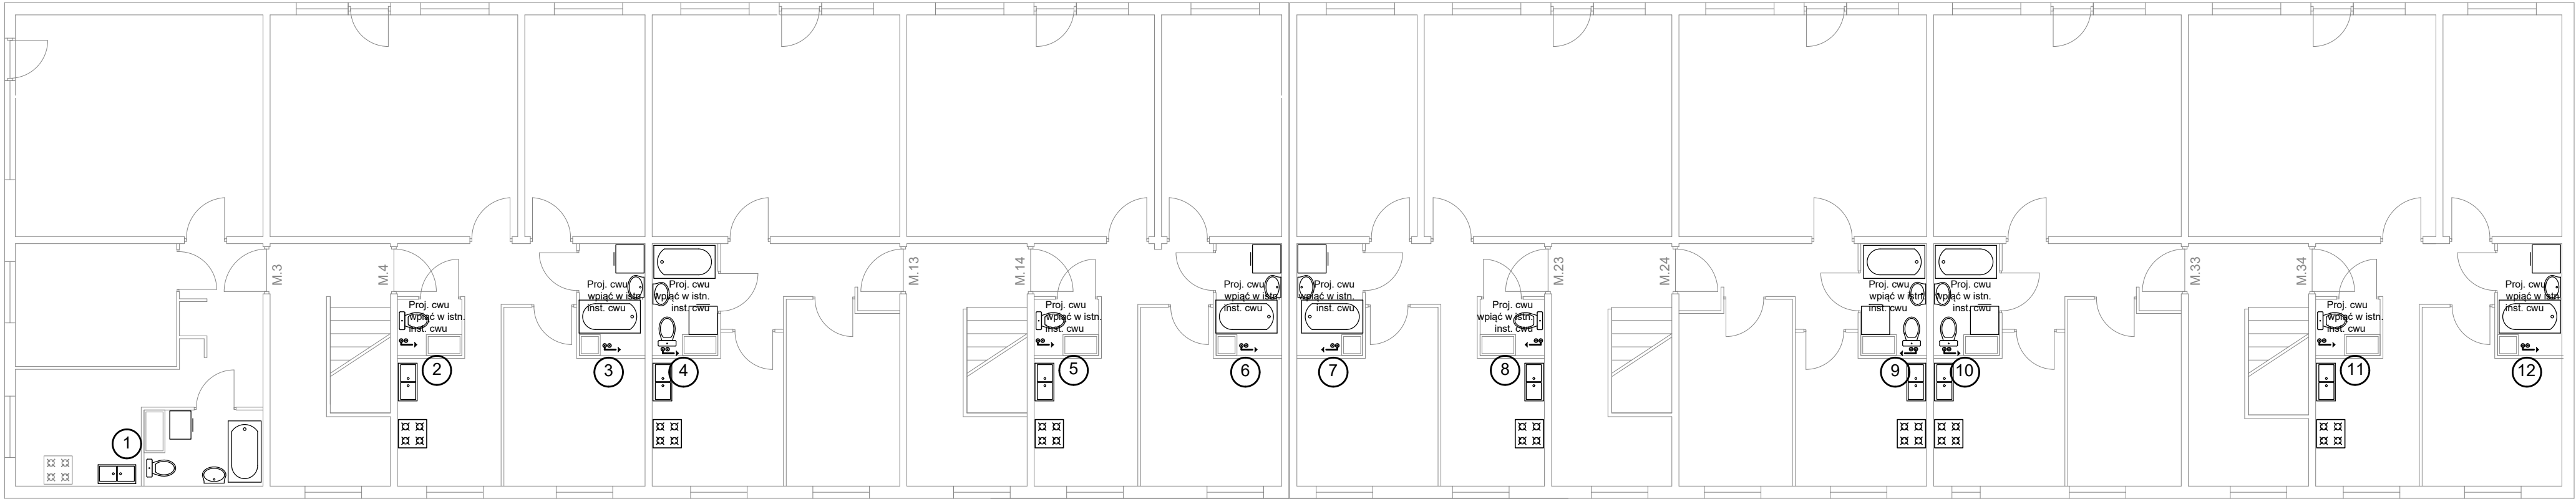 M.3
M.4
M.13
M.14
M.23
M.24
M.33
M.34
Proj. cwu
wpiąć w istn.
inst. cwu
Proj. cwu
wpiąć w istn.
inst. cwu
Proj. cwu
wpiąć w istn.
inst. cwu
Proj. cwu
wpiąć w istn.
inst. cwu
Proj. cwu
wpiąć w istn.
inst. cwu
Proj. cwu
wpiąć w istn.
inst. cwu
Proj. cwu
wpiąć w istn.
inst. cwu
Proj. cwu
wpiąć w istn.
inst. cwu
Proj. cwu
wpiąć w istn.
inst. cwu
Proj. cwu
wpiąć w istn.
inst. cwu
Proj. cwu
wpiąć w istn.
inst. cwu
1
2
3
4
5
6
7
8
9
10
11
12